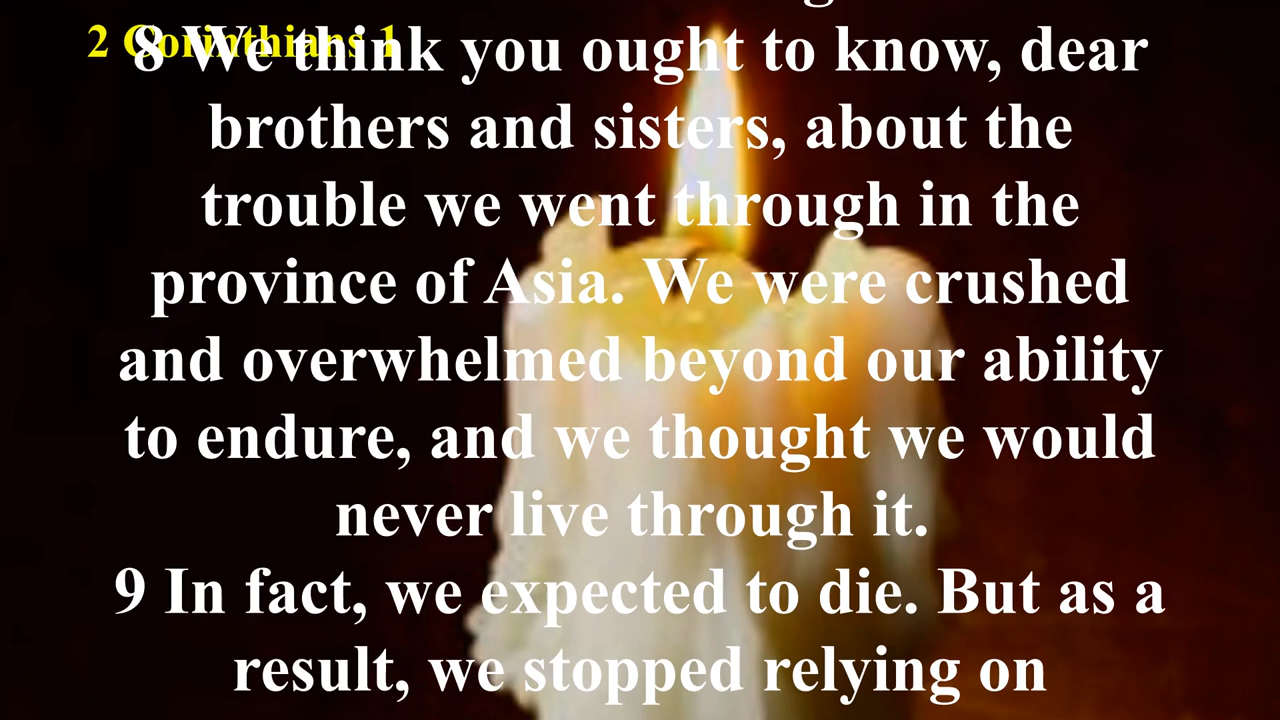 2 Corinthians 1
8 We think you ought to know, dear
brothers and sisters, about the
trouble we went through in the
province of Asia. We were crushed
and overwhelmed beyond our ability
to endure, and we thought we would
never live through it.
9 In fact, we expected to die. But as a
result, we stopped relying on